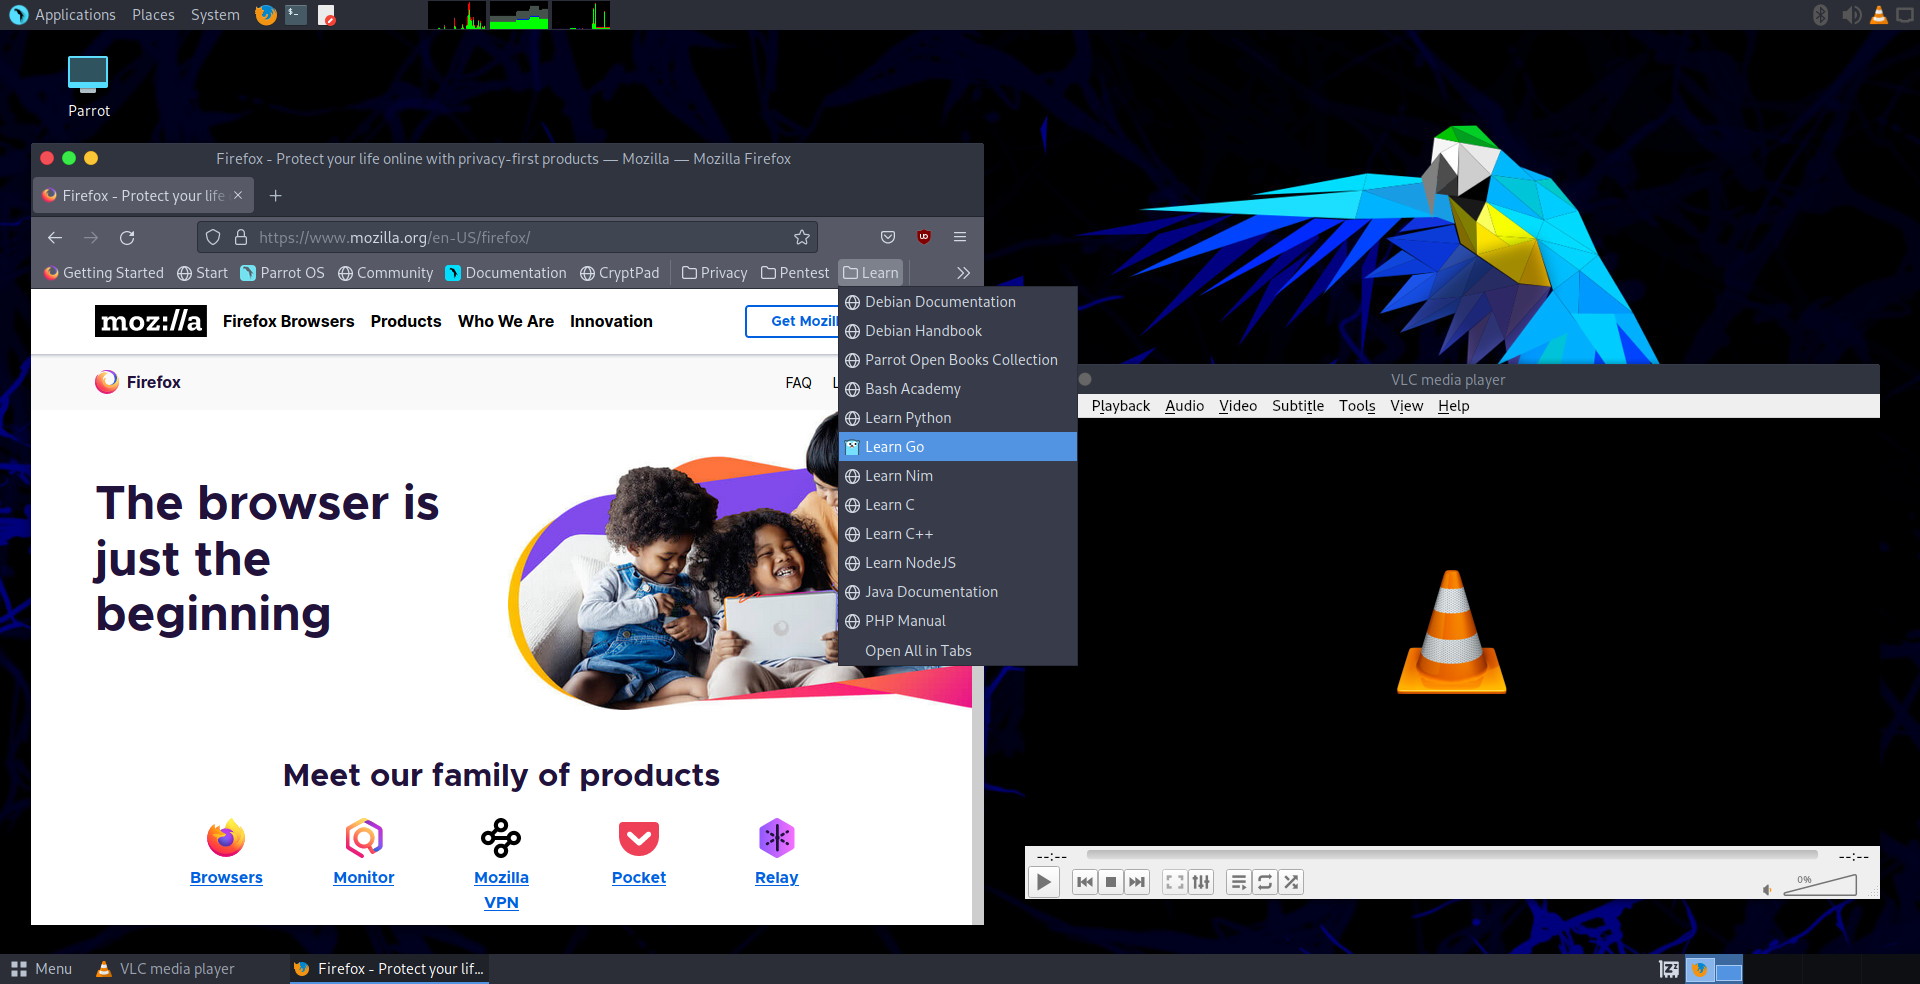 Applications Places System
Parrot
Firefox - Protect your life online with privacy-first products — Mozilla — Mozilla Firefox
Firefox - Protect your life
https://www.mozilla.org/en-US/firefox/
Getting Started Start Parrot OS Community Documentation CryptPad Privacy Pentest Learn
Debian Documentation
Debian Handbook
Parrot Open Books Collection
Bash Academy
Learn Python
Learn Go
Learn Nim
Learn C
Learn C++
Learn NodeJS
Java Documentation
PHP Manual
Open All in Tabs
moz://a Firefox Browsers Products Who We Are Innovation Get Mozil
Firefox FAQ L
The browser is
just the
beginning
Meet our family of products
Browsers Monitor Mozilla VPN Pocket Relay
VLC media player
Playback Audio Video Subtitle Tools View Help
--:-- --:--
0%
Menu VLC media player Firefox - Protect your lif...